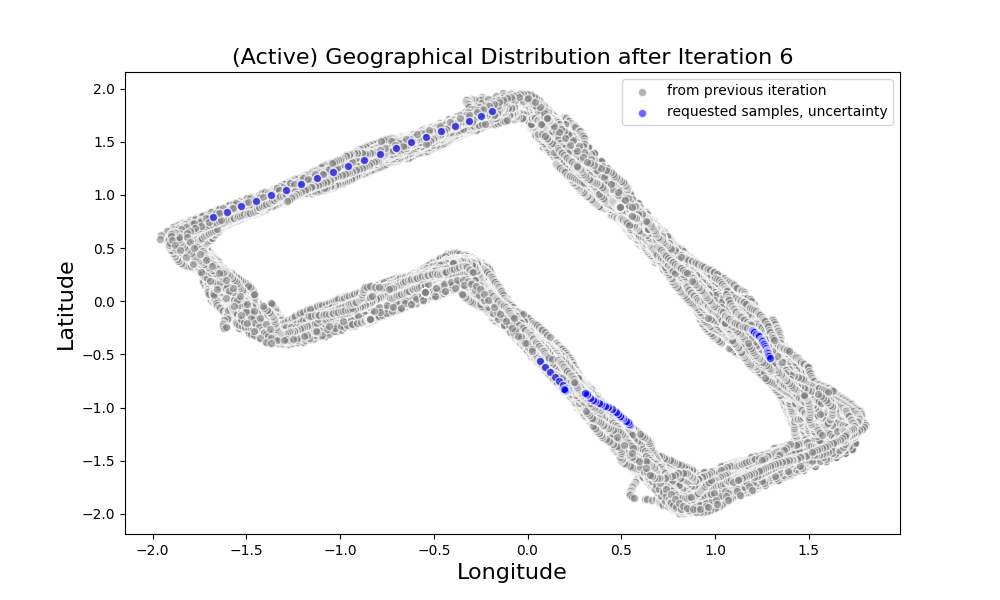 (Active) Geographical Distribution after Iteration 6
from previous iteration
requested samples, uncertainty
2.0
1.5
1.0
0.5
0.0
−0.5
−1.0
−1.5
−2.0
Latitude
−2.0 −1.5 −1.0 −0.5 0.0 0.5 1.0 1.5
Longitude